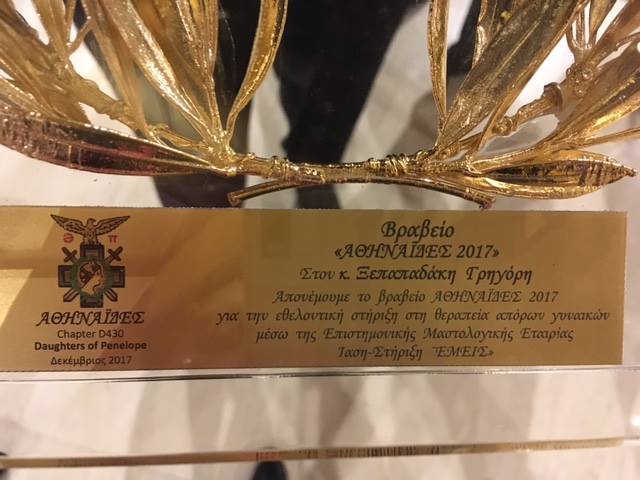 Θ Π
ΑΘΗΝΑΪΔΕΣ
Chapter D430
Daughters of Penelope
Δεκέμβριος 2017
Βραβείο
«ΑΘΗΝΑΪΔΕΣ 2017»
Στον κ. Ξεπαπαδάκη Γρηγόρη
Απονέμουμε το βραβείο ΑΘΗΝΑΪΔΕΣ 2017
για την εθελοντική στήριξη στη θεραπεία απόρων γυναικών
μέσω της Επιστημονικής Μαστολογικής Εταιρίας
Ίαση-Στήριξη ¨ΕΜΕΙΣ»